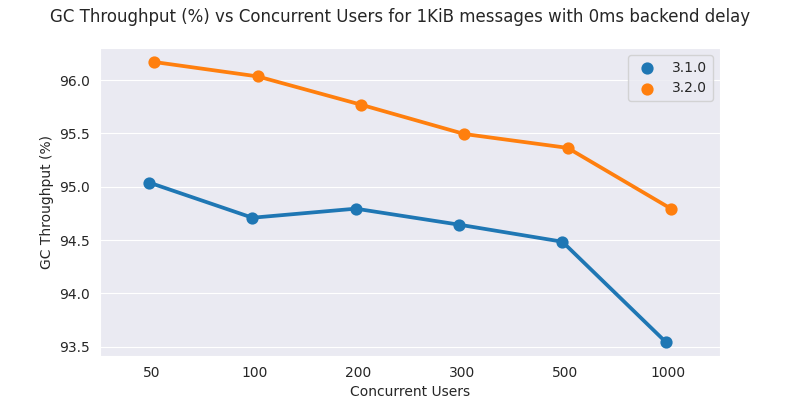 GC Throughput (%) vs Concurrent Users for 1KiB messages with 0ms backend delay
3.1.0
3.2.0
GC Throughput (%)
96.0
95.5
95.0
94.5
94.0
93.5
50 100 200 300 500 1000
Concurrent Users